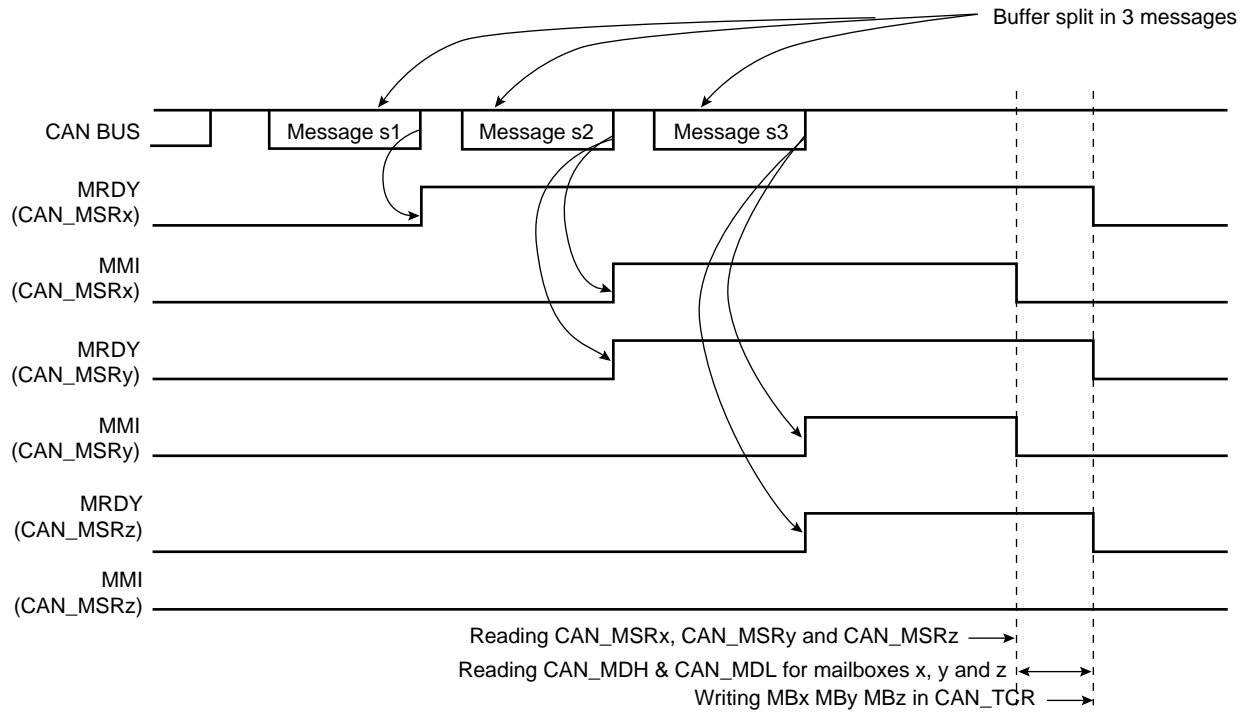 Buffer split in 3 messages
CAN BUS
Message s1
Message s2
Message s3
MRDY
(CAN_MSRx)
MMI
(CAN_MSRx)
MRDY
(CAN_MSRy)
MMI
(CAN_MSRy)
MRDY
(CAN_MSRz)
MMI
(CAN_MSRz)
Reading CAN_MSRx, CAN_MSRy and CAN_MSRz
Reading CAN_MDH & CAN_MDL for mailboxes x, y and z
Writing MBx MBy MBz in CAN_TCR